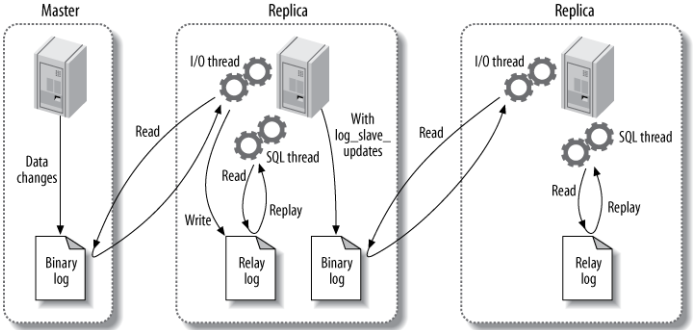 Master
Replica
Replica
I/O thread
I/O thread
With
log_slave_
updates
Read
Read
SQL thread
SQL thread
Data
changes
Read
Read
Replay
Replay
Write
Binary
log
Relay
log
Binary
log
Relay
log